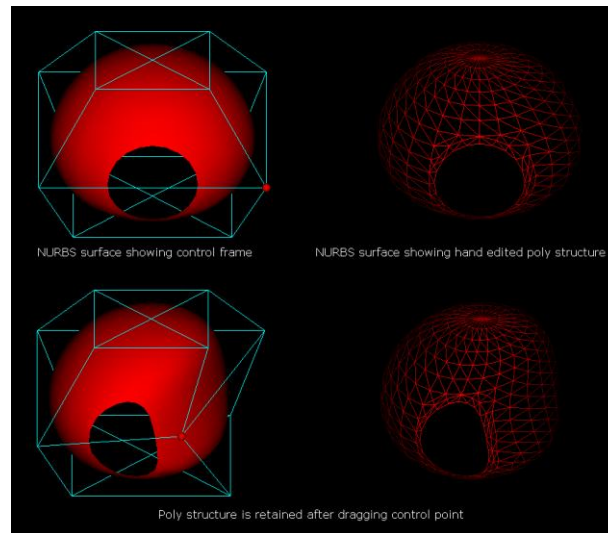 NURBS surface showing control frame
NURBS surface showing hand edited poly structure
Poly structure is retained after dragging control point